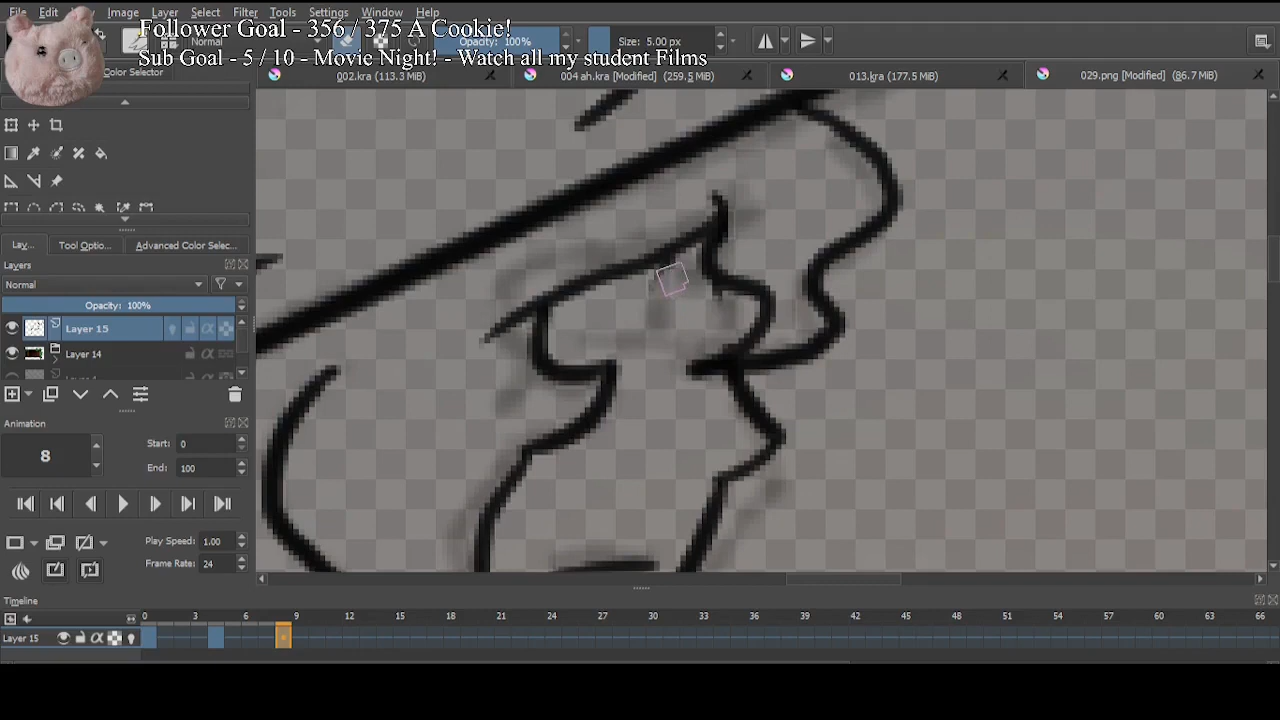 File Edit View Image Layer Select Filter Tools Settings Window Help
Follower Goal - 356 / 375 A Cookie!
Normal Opacity: 100% Size: 5.00 px
Sub Goal - 5 / 10 - Movie Night! - Watch all my student Films
Color Selector
002.kra (113.3 MB) 004 ah.kra [Modified] (259.5 MiB) 013.kra (177.5 MiB) 029.png [Modified] (86.7 MiB)
Lay... Tool Optio... Advanced Color Selec...
Layers
Normal
Opacity: 100%
Layer 15
Layer 14
Animation
8
Start: 0
End: 100
Play Speed: 1.00
Frame Rate: 24
Timeline
0 3 6 9 12 15 18 21 24 27 30 33 36 39 42 45 48 51 54 57 60 63 66
Layer 15